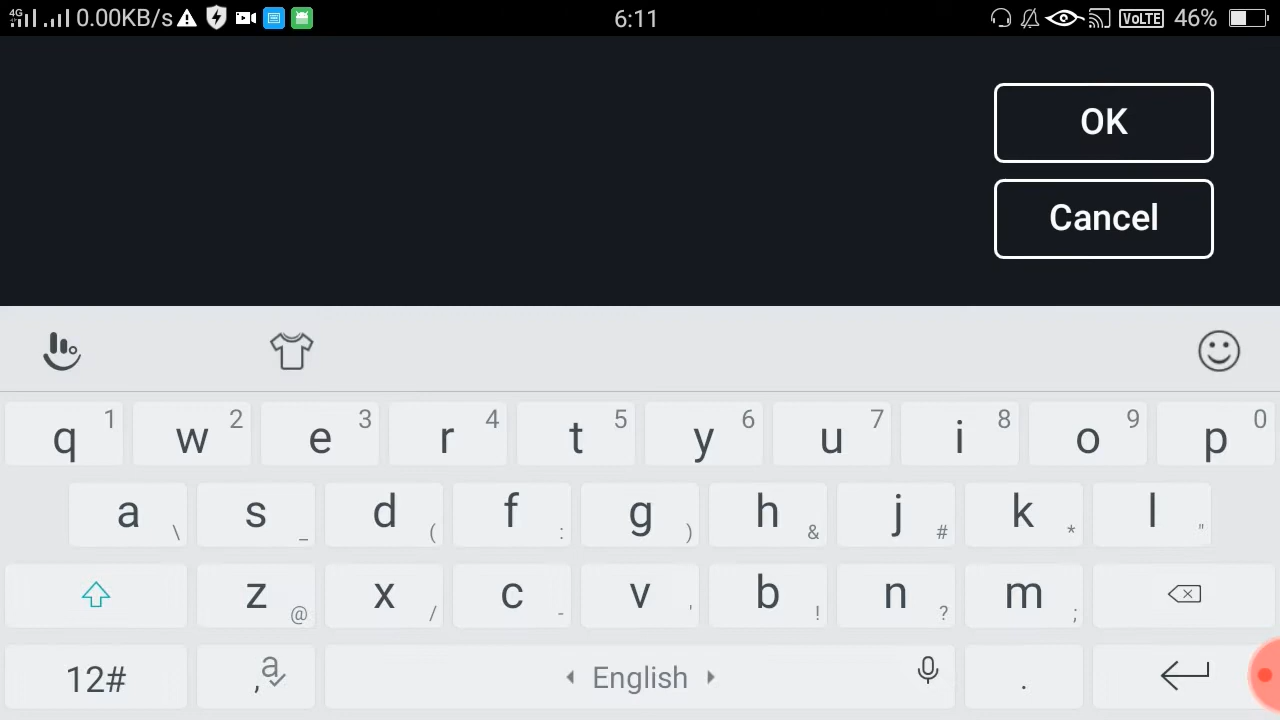 4G 0.00KB/s 6:11 VoLTE 46%
OK
Cancel
q 1 w 2 e 3 r 4 t 5 y 6 u 7 i 8 o 9 p 0
a \ s _ d ( f : g ) h & j # k * l "
z @ x / c - v ' b ! n ? m ;
12# , a English .